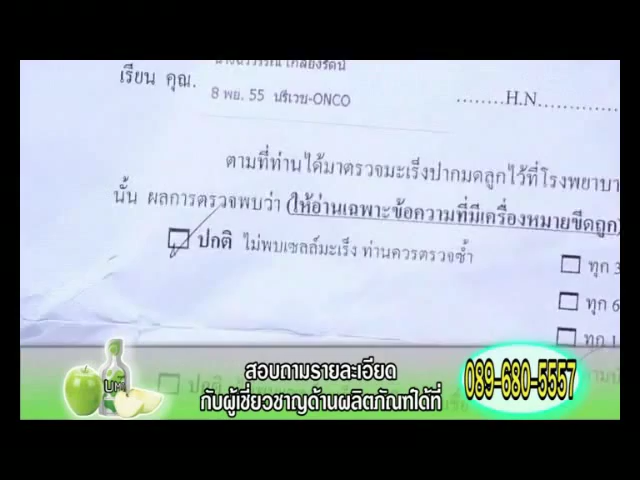 เรียน คุณ.
8 พย. 55 ปริเวช-ONCO
........H.N..............
ตามที่ท่านได้มาตรวจมะเร็งปากมดลูกไว้ที่โรงพยาบา
นั้น ผลการตรวจพบว่า (ให้อ่านเฉพาะข้อความที่มีเครื่องหมายขีดถูก)
ปกติ ไม่พบเซลล์มะเร็ง ท่านควรตรวจซ้ำ
ทุก 3
ทุก 6
ทุก 1
ปกติ
UMI
สอบถามรายละเอียด
กับผู้เชี่ยวชาญด้านผลิตภัณฑ์ได้ที่
089-680-5557